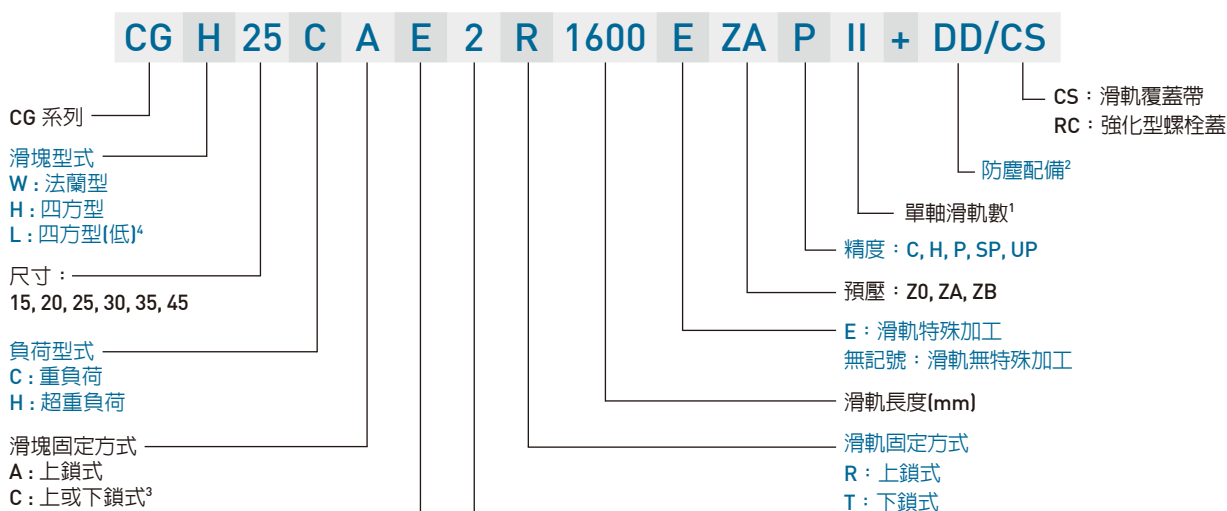 CG H 25 C A E 2 R 1600 E ZA P II + DD/CS
CG 系列
滑塊型式
W : 法蘭型
H : 四方型
L : 四方型(低)⁴
尺寸：
15, 20, 25, 30, 35, 45
負荷型式
C : 重負荷
H : 超重負荷
滑塊固定方式
A : 上鎖式
C : 上或下鎖式³
CS：滑軌覆蓋帶
RC：強化型螺栓蓋
防塵配備²
單軸滑軌數¹
精度：C, H, P, SP, UP
預壓：Z0, ZA, ZB
E：滑軌特殊加工
無記號：滑軌無特殊加工
滑軌長度(mm)
滑軌固定方式
R：上鎖式
T：下鎖式